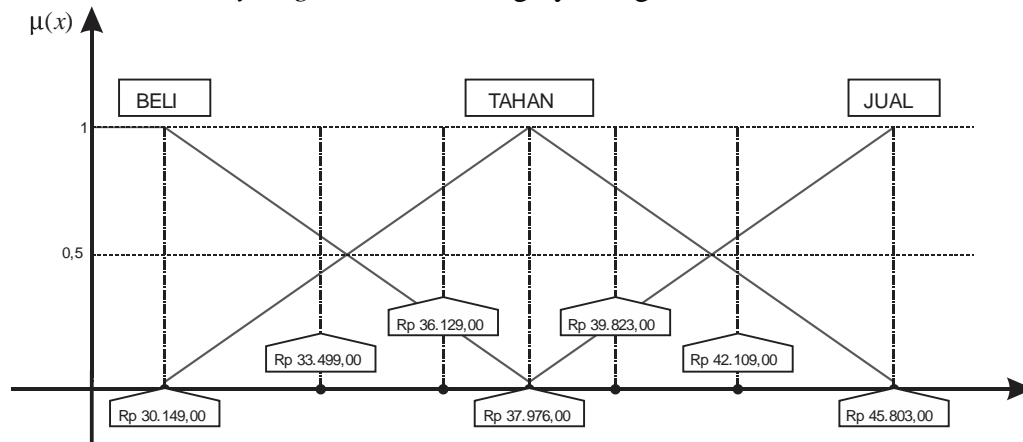 μ(x)
BELI TAHAN JUAL
1
0,5
Rp 36.129,00 Rp 39.823,00
Rp 33.499,00 Rp 42.109,00
Rp 30.149,00 Rp 37.976,00 Rp 45.803,00